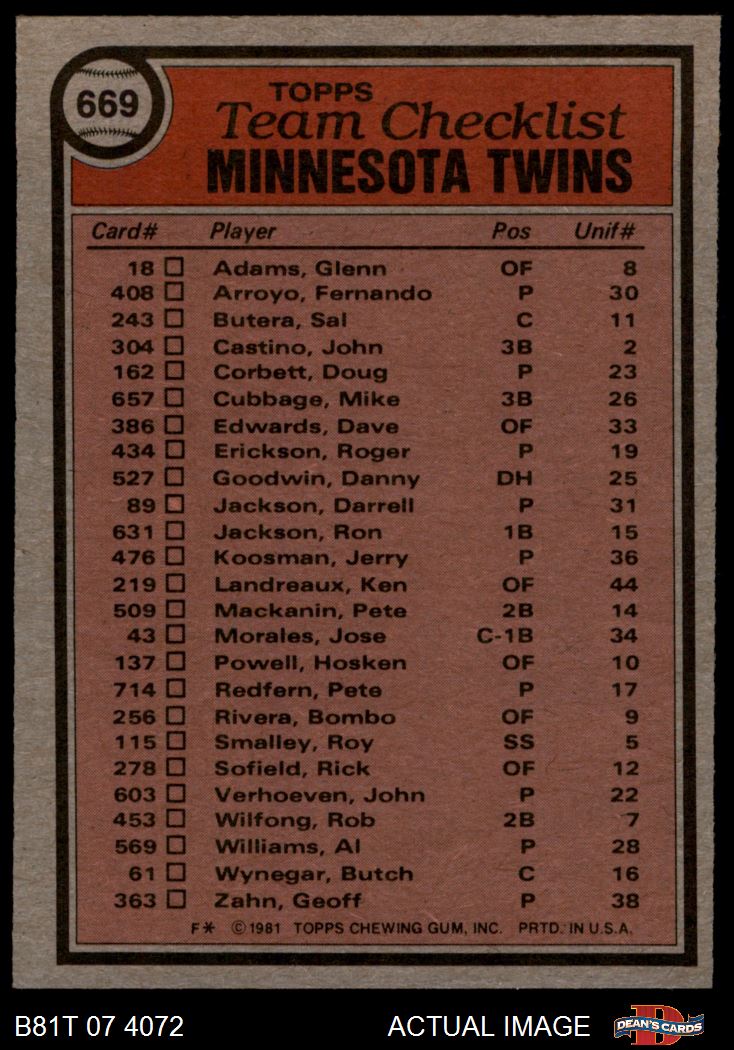 669
TOPPS
Team Checklist
MINNESOTA TWINS
Card# Player Pos Unif#
18 Adams, Glenn OF 8
408 Arroyo, Fernando P 30
243 Butera, Sal C 11
304 Castino, John 3B 2
162 Corbett, Doug P 23
657 Cubbage, Mike 3B 26
386 Edwards, Dave OF 33
434 Erickson, Roger P 19
527 Goodwin, Danny DH 25
89 Jackson, Darrell P 31
631 Jackson, Ron 1B 15
476 Koosman, Jerry P 36
219 Landreaux, Ken OF 44
509 Mackanin, Pete 2B 14
43 Morales, Jose C-1B 34
137 Powell, Hosken OF 10
714 Redfern, Pete P 17
256 Rivera, Bombo OF 9
115 Smalley, Roy SS 5
278 Sofield, Rick OF 12
603 Verhoeven, John P 22
453 Wilfong, Rob 2B 7
569 Williams, Al P 28
61 Wynegar, Butch C 16
363 Zahn, Geoff P 38
F* ©1981 TOPPS CHEWING GUM, INC. PRTD. IN U.S.A.
B81T 07 4072 ACTUAL IMAGE DEAN'S CARDS